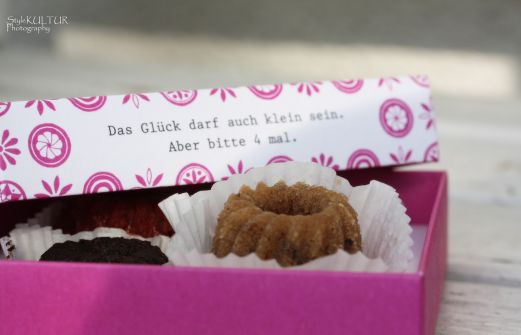 StyleKULTUR
Photography
Das Glück darf auch klein sein.
Aber bitte 4 mal.